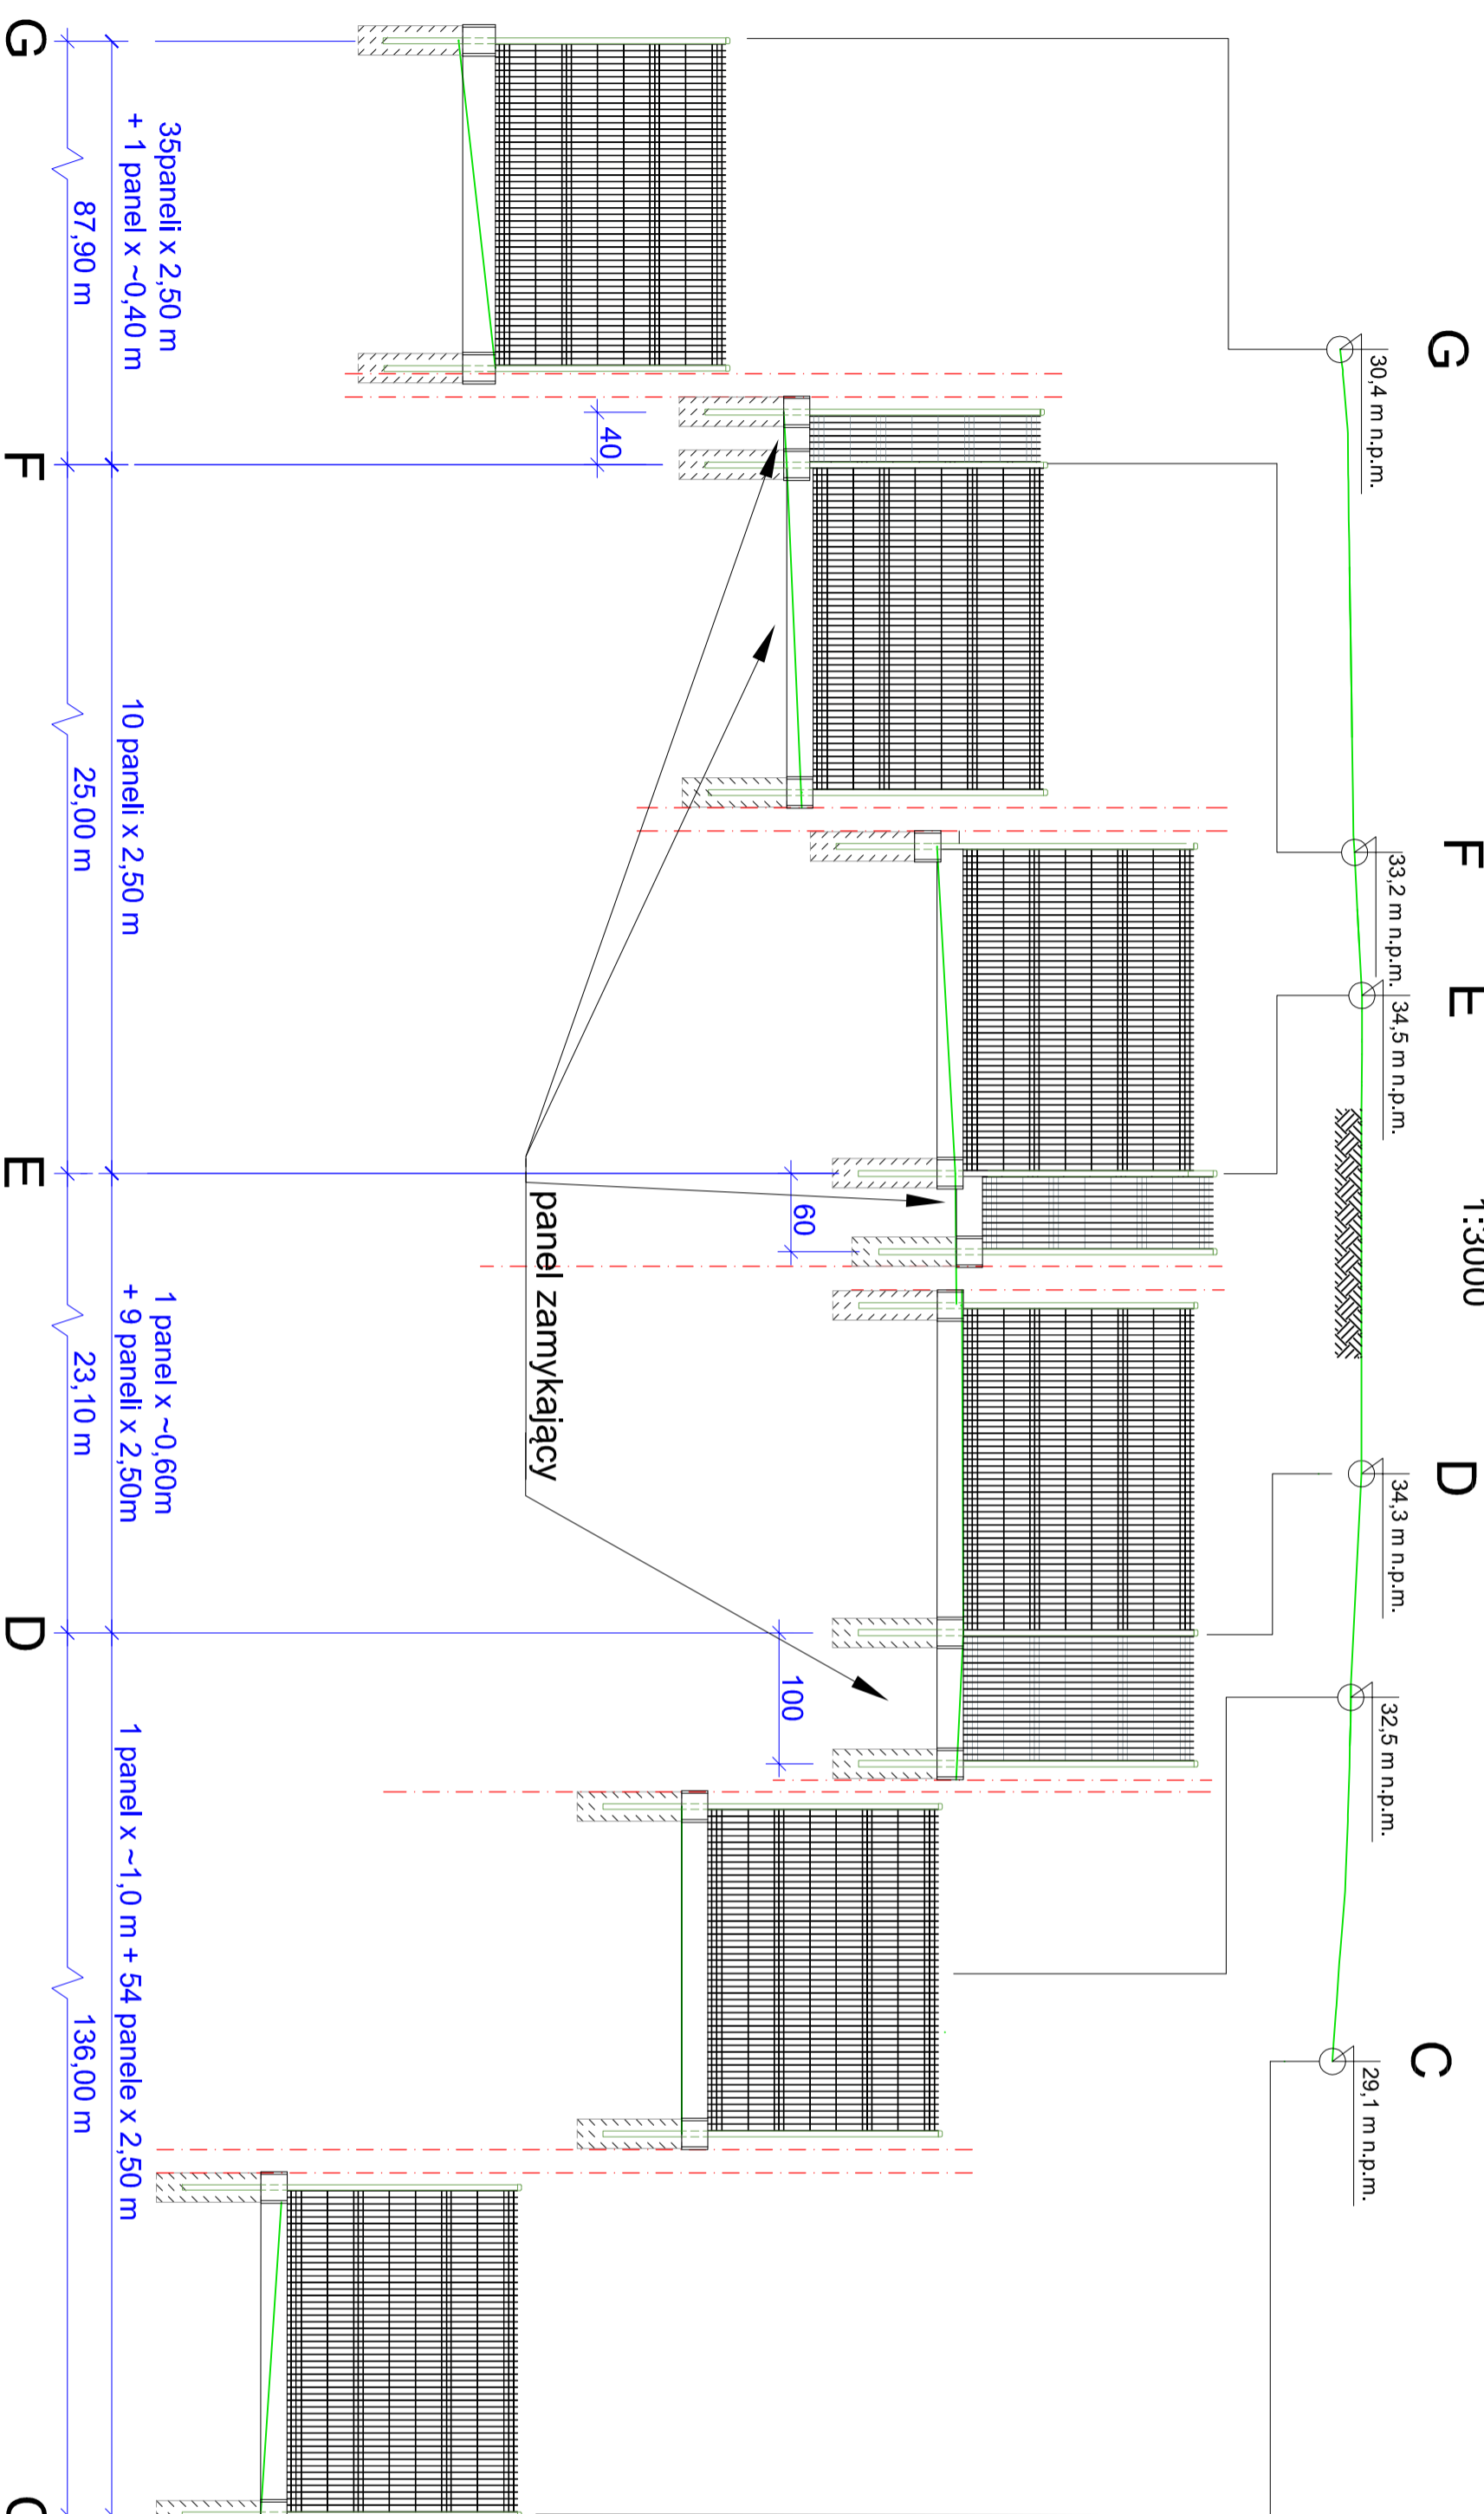 G
F
E
1:3000
D
C
30,4 m n.p.m.
33,2 m n.p.m.
34,5 m n.p.m.
34,3 m n.p.m.
32,5 m n.p.m.
29,1 m n.p.m.
40
60
100
panel zamykający
35paneli x 2,50 m
+ 1 panel x ~0,40 m
10 paneli x 2,50 m
1 panel x ~0,60m
+ 9 paneli x 2,50m
1 panel x ~1,0 m + 54 panele x 2,50 m
87,90 m
25,00 m
23,10 m
136,00 m
G
F
E
D